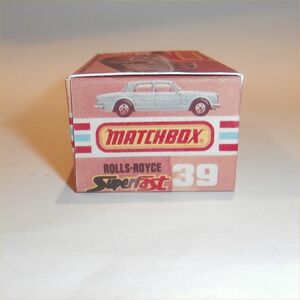 MATCHBOX
ROLLS-ROYCE
Superfast 39